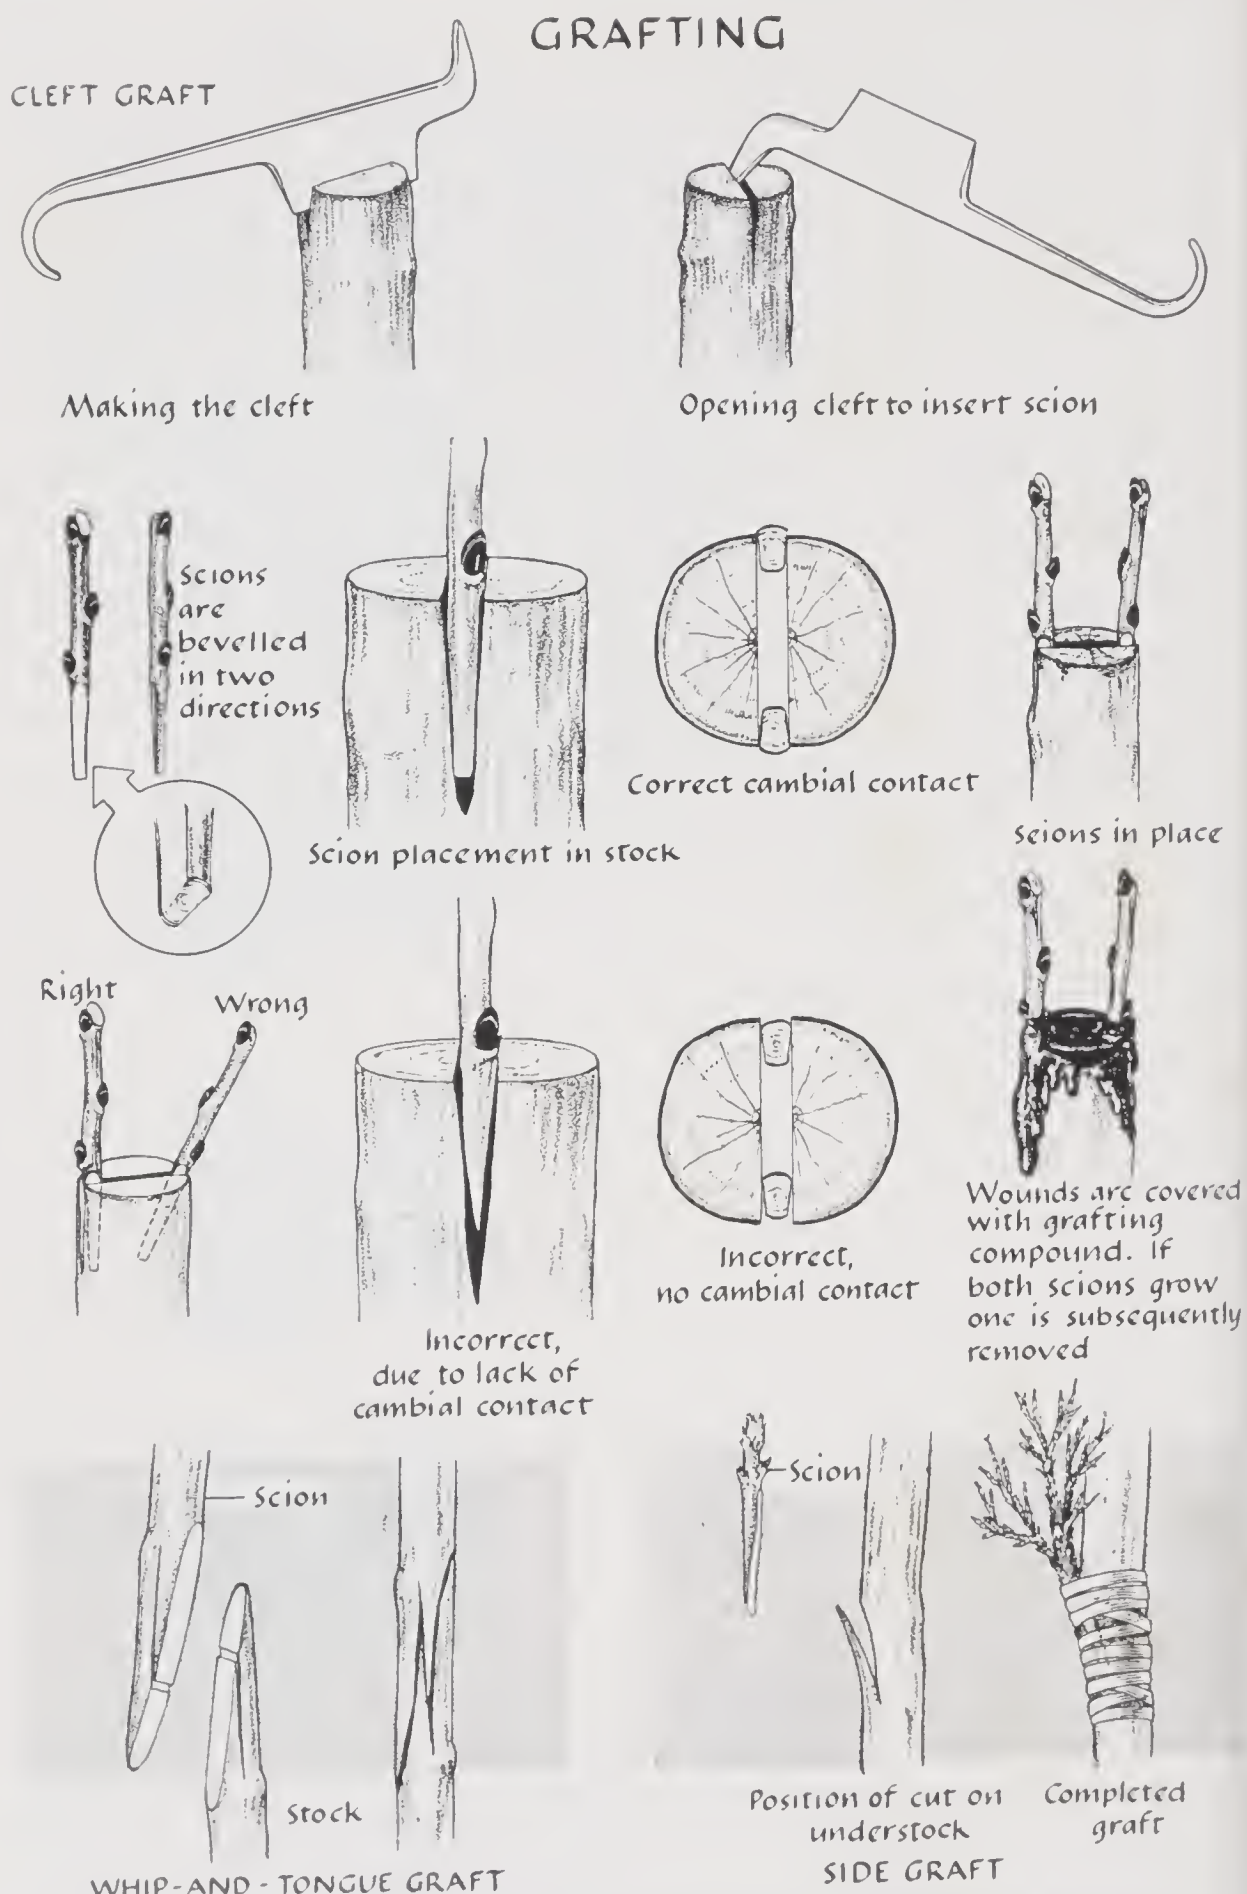 GRAFTING
CLEFT GRAFT
Making the cleft
Opening cleft to insert scion
Scions
are
bevelled
in two
directions
Scion placement in stock
Correct cambial contact
Scions in place
Right
Wrong
Incorrect,
due to lack of
cambial contact
Incorrect,
no cambial contact
Wounds are covered
with grafting
compound. If
both scions grow
one is subsequently
removed
Scion
Stock
WHIP-AND-TONGUE GRAFT
Scion
Position of cut on
understock
Completed
graft
SIDE GRAFT